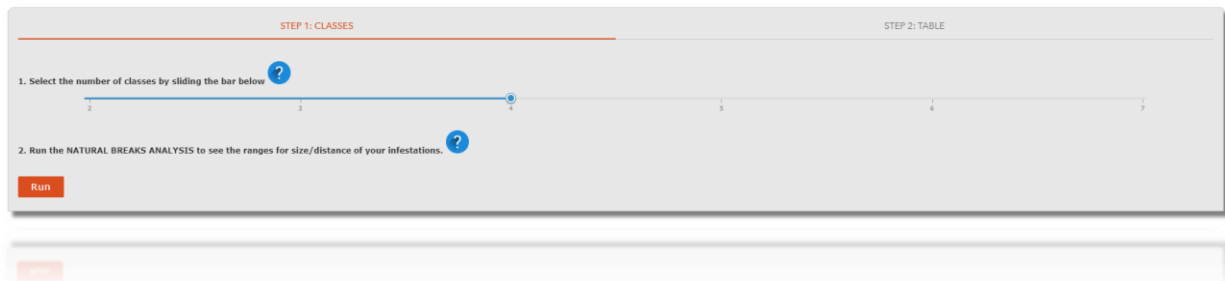 STEP 1: CLASSES STEP 2: TABLE
1. Select the number of classes by sliding the bar below ?
2 3 4 5 6 7
2. Run the NATURAL BREAKS ANALYSIS to see the ranges for size/distance of your infestations. ?
Run